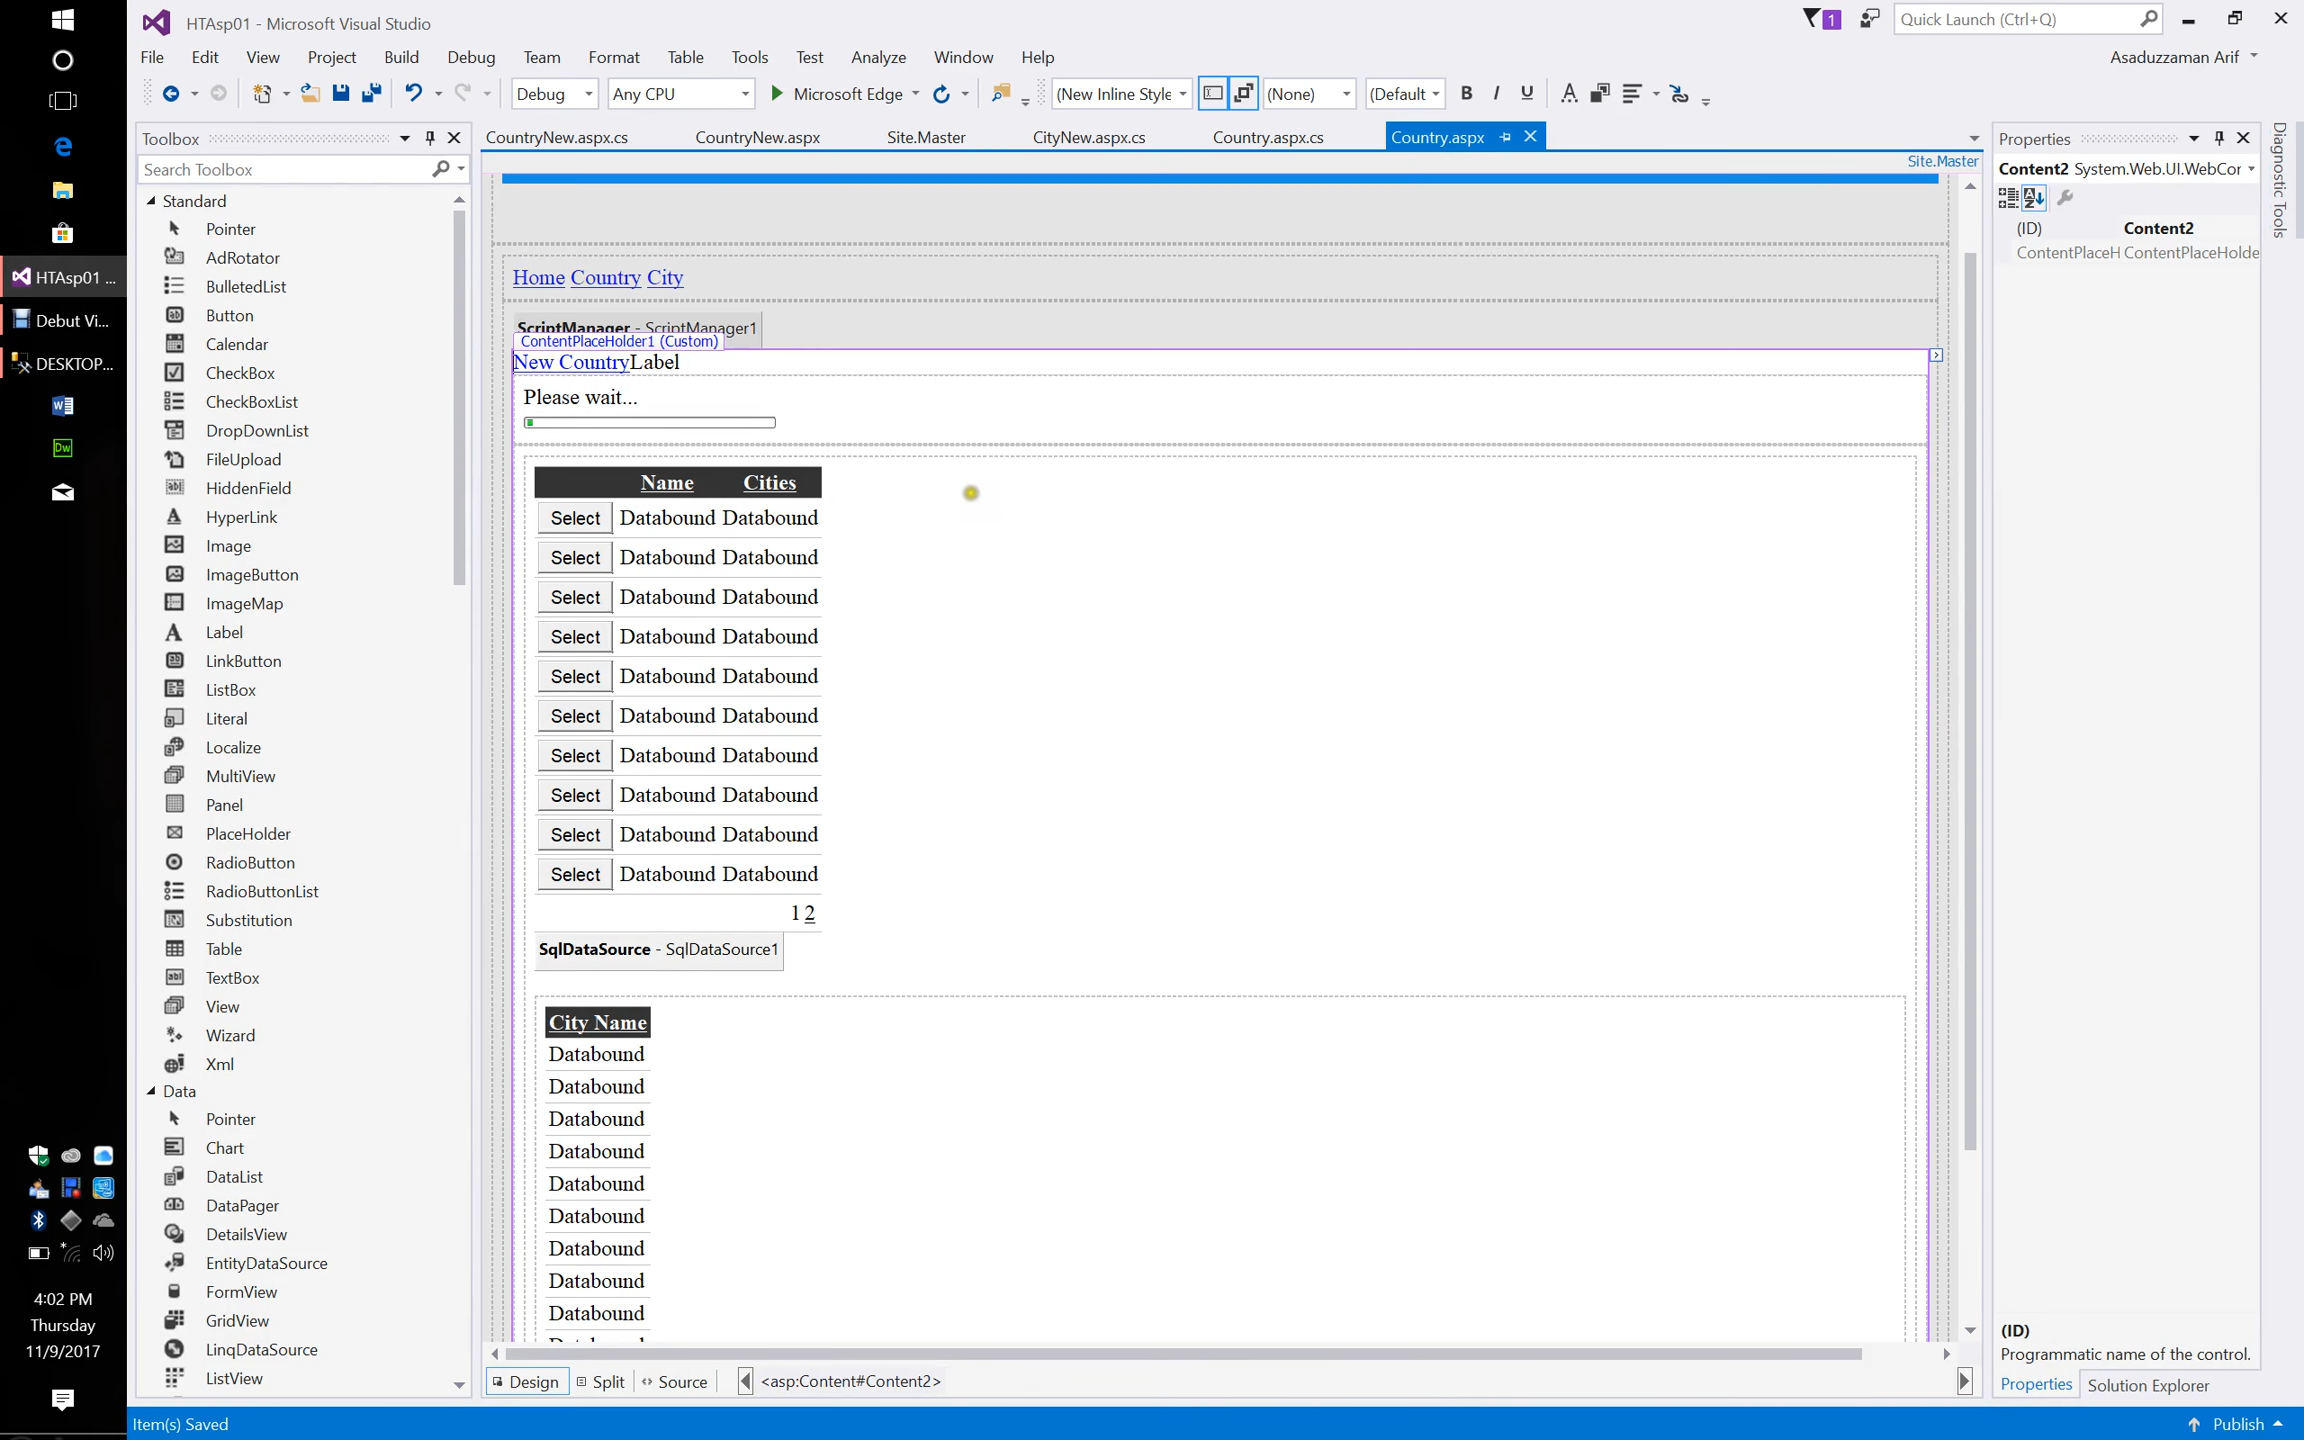 HTAsp01 - Microsoft Visual Studio
1
Quick Launch (Ctrl+Q)
File Edit View Project Build Debug Team Format Table Tools Test Analyze Window Help
Asaduzzaman Arif
Debug Any CPU Microsoft Edge (New Inline Style (None) (Default B I U
Toolbox
Search Toolbox
Standard
Pointer
AdRotator
BulletedList
Button
Calendar
CheckBox
CheckBoxList
DropDownList
FileUpload
HiddenField
HyperLink
Image
ImageButton
ImageMap
Label
LinkButton
ListBox
Literal
Localize
MultiView
Panel
PlaceHolder
RadioButton
RadioButtonList
Substitution
Table
TextBox
View
Wizard
Xml
Data
Pointer
Chart
DataList
DataPager
DetailsView
EntityDataSource
FormView
GridView
LinqDataSource
ListView
CountryNew.aspx.cs CountryNew.aspx Site.Master CityNew.aspx.cs Country.aspx.cs Country.aspx
Site.Master
Home Country City
ScriptManager - ScriptManager1
ContentPlaceHolder1 (Custom)
New CountryLabel
Please wait...
Name Cities
Select Databound Databound
Select Databound Databound
Select Databound Databound
Select Databound Databound
Select Databound Databound
Select Databound Databound
Select Databound Databound
Select Databound Databound
Select Databound Databound
Select Databound Databound
1 2
SqlDataSource - SqlDataSource1
City Name
Databound
Databound
Databound
Databound
Databound
Databound
Databound
Databound
Databound
Design Split Source <asp:Content#Content2>
Properties
Content2 System.Web.UI.WebCor
(ID) Content2
ContentPlaceH ContentPlaceHolde
(ID)
Programmatic name of the control.
Properties Solution Explorer
Diagnostic Tools
Item(s) Saved
Publish
HTAsp01 ...
Debut Vi...
DESKTOP...
Dw
4:02 PM
Thursday
11/9/2017